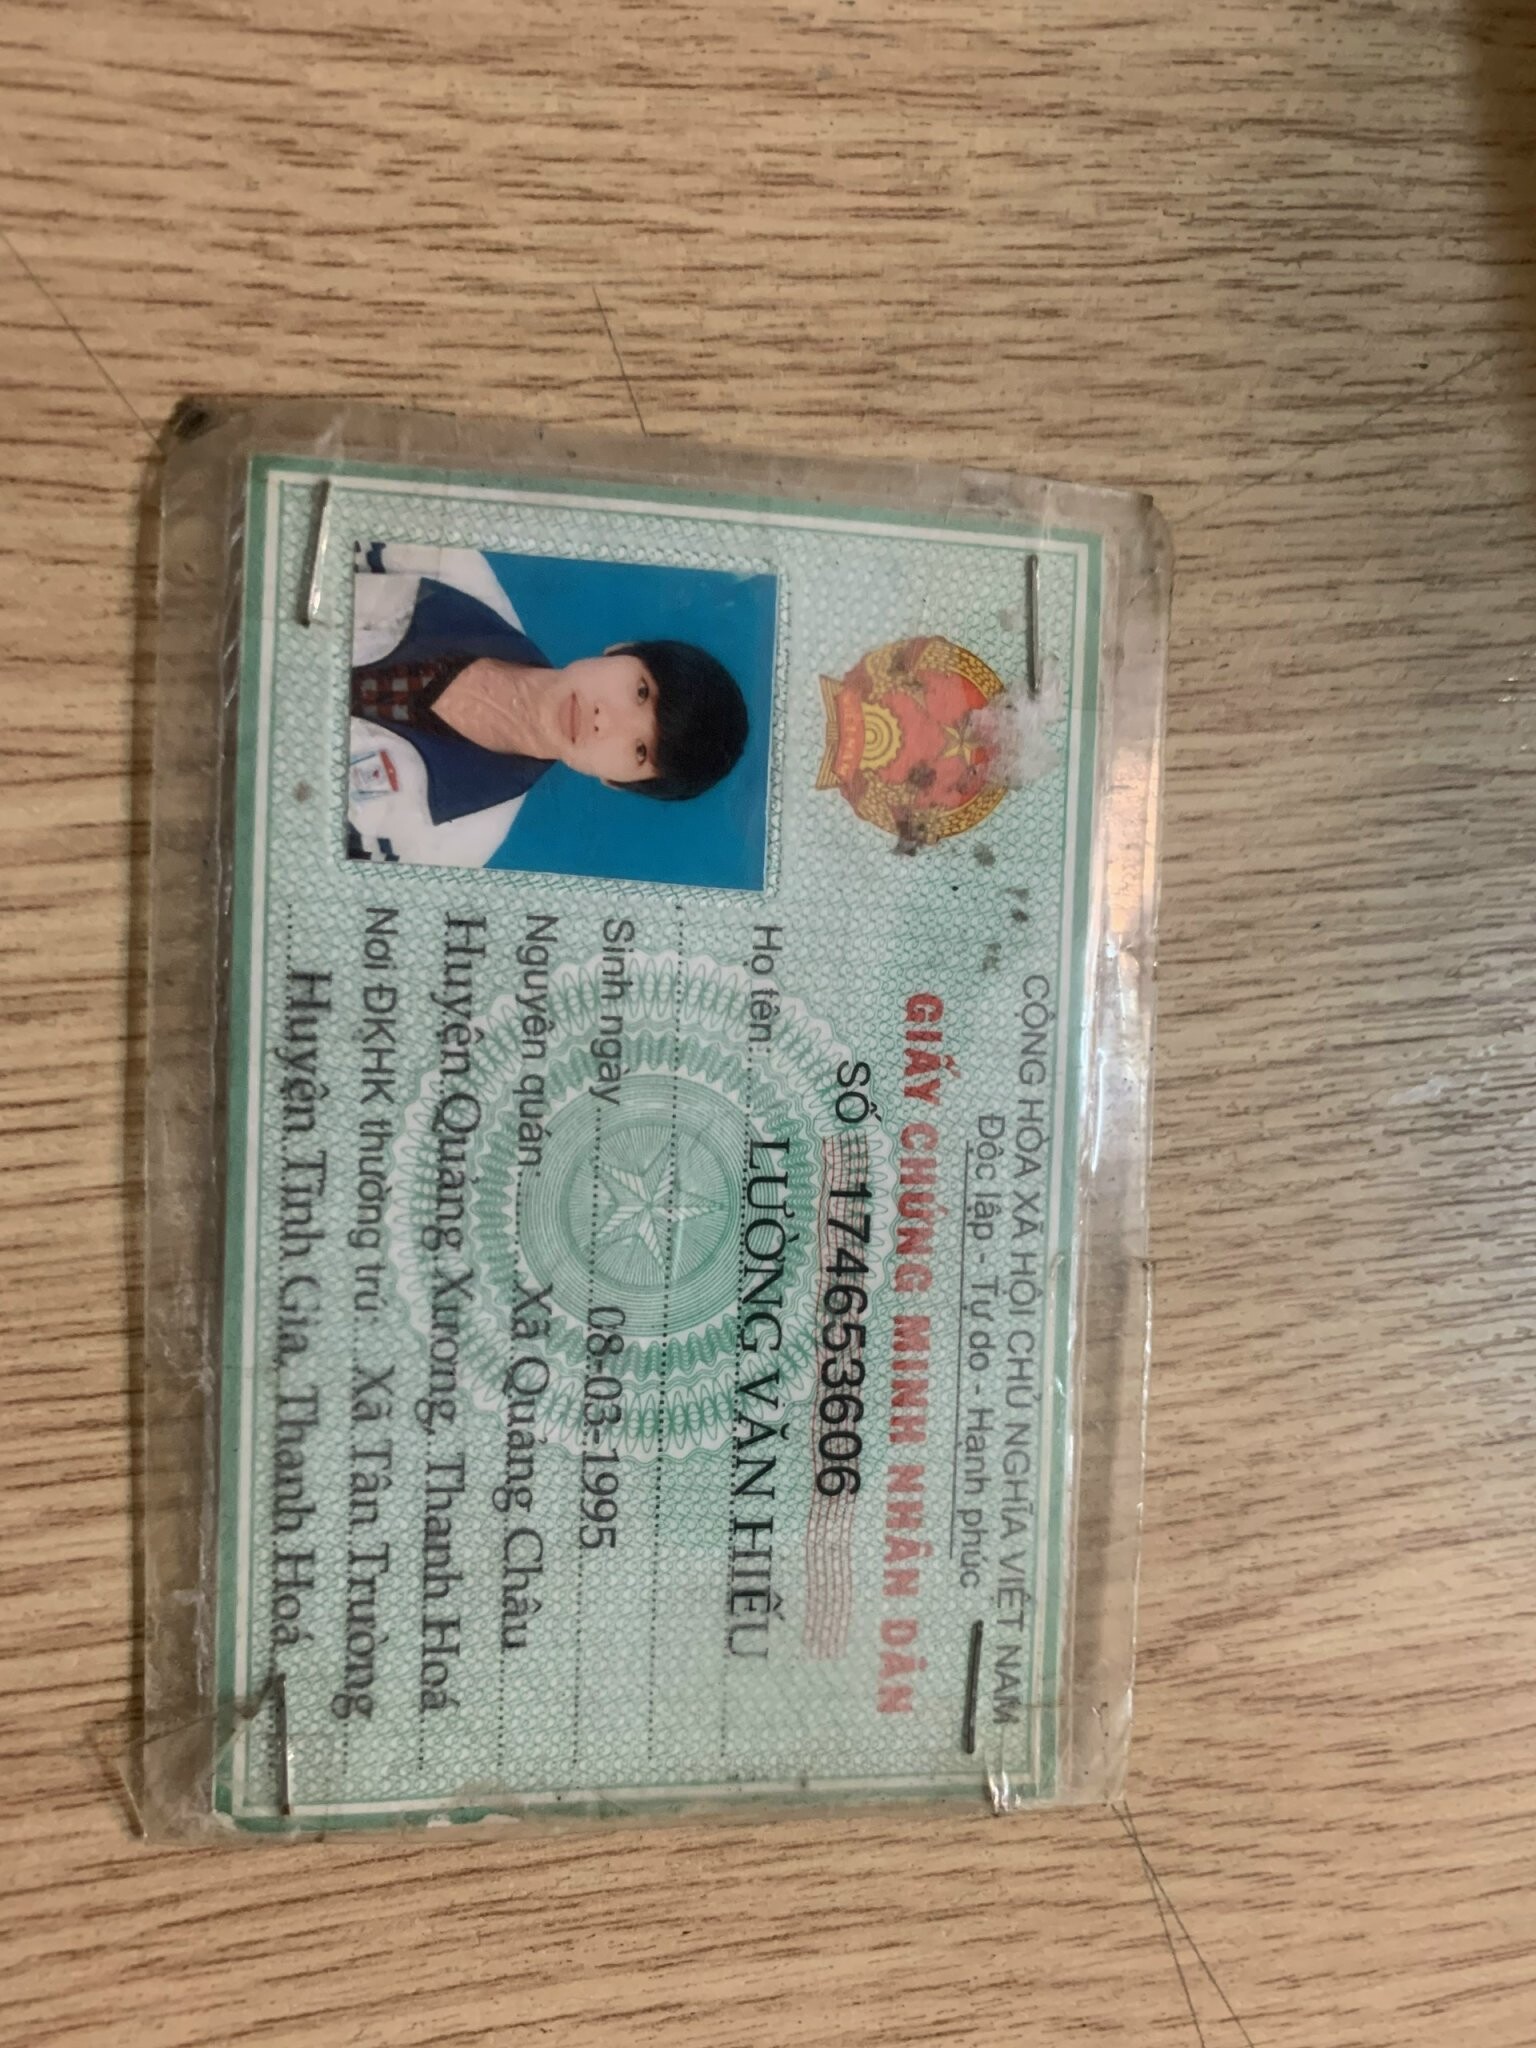 CỘNG HÒA XÃ HỘI CHỦ NGHĨA VIỆT NAM
Độc lập - Tự do - Hạnh phúc
GIẤY CHỨNG MINH NHÂN DÂN
SỐ 174653606
Họ tên: LƯỜNG VĂN HIẾU
Sinh ngày 08-03-1995
Nguyên quán: Xã Quảng Châu
Huyện Quảng Xương, Thanh Hoá
Nơi ĐKHK thường trú: Xã Tân Trường
Huyện Tĩnh Gia, Thanh Hoá